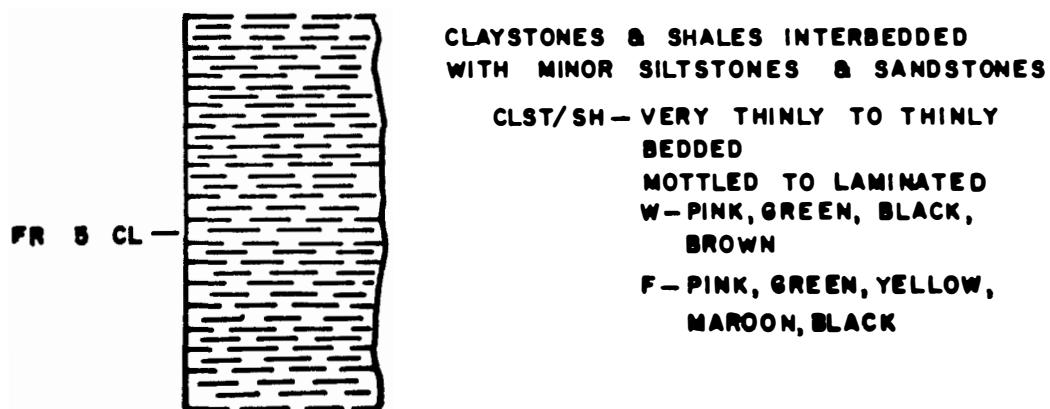 CLAYSTONES & SHALES INTERBEDDED
WITH MINOR SILTSTONES & SANDSTONES
CLST/SH — VERY THINLY TO THINLY
BEDDED
MOTTLED TO LAMINATED
W — PINK, GREEN, BLACK,
BROWN
FR 5 CL —
F — PINK, GREEN, YELLOW,
MAROON, BLACK